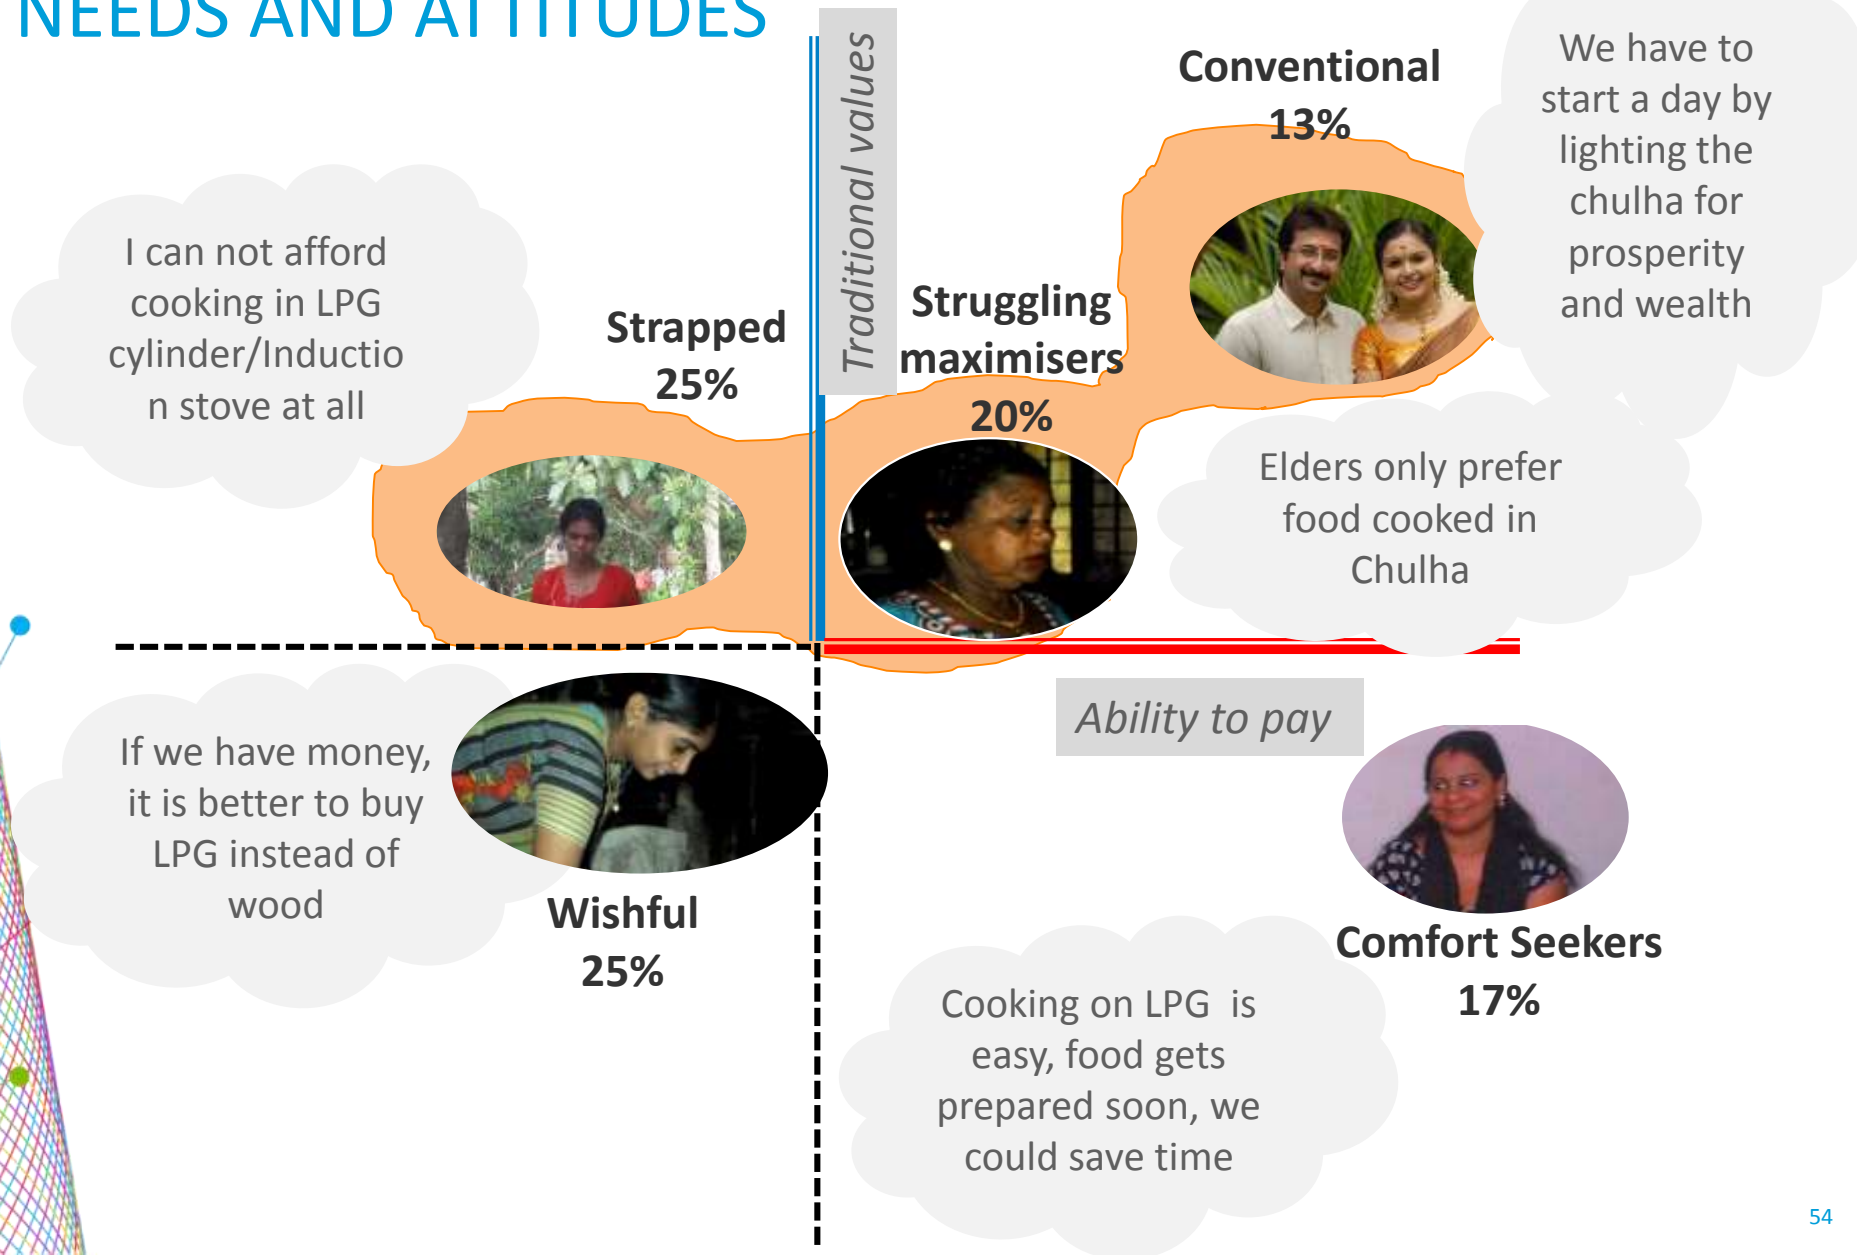 NEEDS AND ATTITUDES
Traditional values
Conventional
13%
We have to
start a day by
lighting the
chulha for
prosperity
and wealth
I can not afford
cooking in LPG
cylinder/Inductio
n stove at all
Strapped
25%
Struggling
maximisers
20%
Elders only prefer
food cooked in
Chulha
Ability to pay
If we have money,
it is better to buy
LPG instead of
wood
Wishful
25%
Comfort Seekers
17%
Cooking on LPG  is
easy, food gets
prepared soon, we
could save time
54